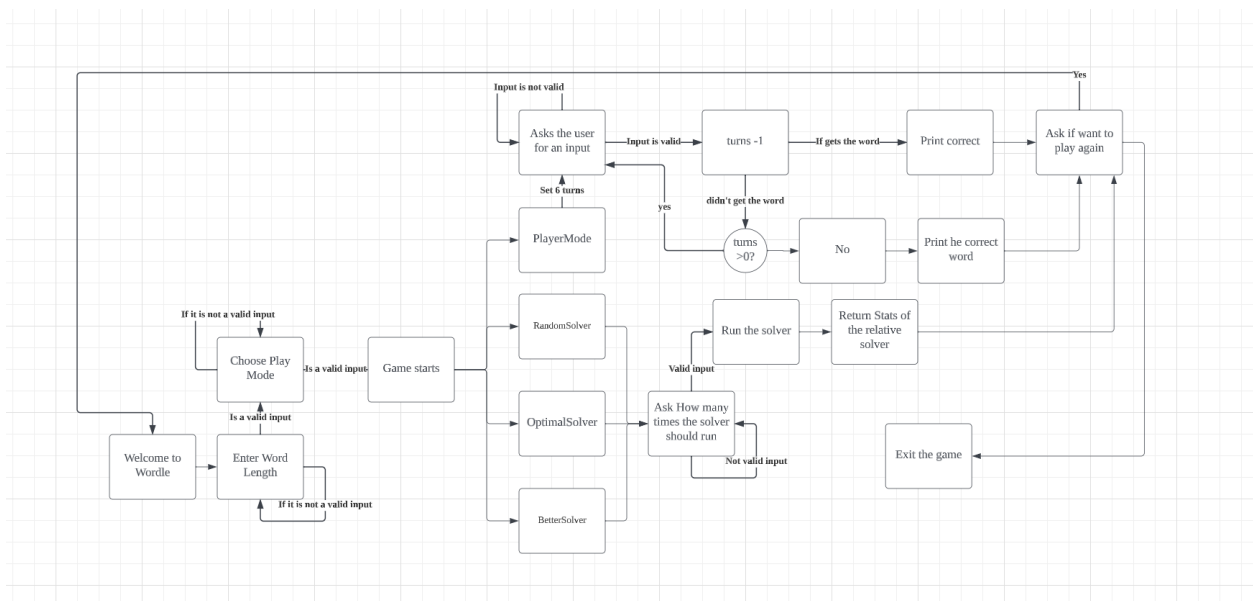 Yes
Input is not valid
Asks the user
for an input
Input is valid
turns -1
If gets the word
Print correct
Ask if want to
play again
Set 6 turns
yes
didn't get the word
PlayerMode
turns
>0?
No
Print he correct
word
If it is not a valid input
RandomSolver
Run the solver
Return Stats of
the relative
solver
Choose Play
Mode
Is a valid input
Game starts
Valid input
Is a valid input
OptimalSolver
Ask How many
times the solver
should run
Welcome to
Wordle
Enter Word
Length
Not valid input
Exit the game
If it is not a valid input
BetterSolver